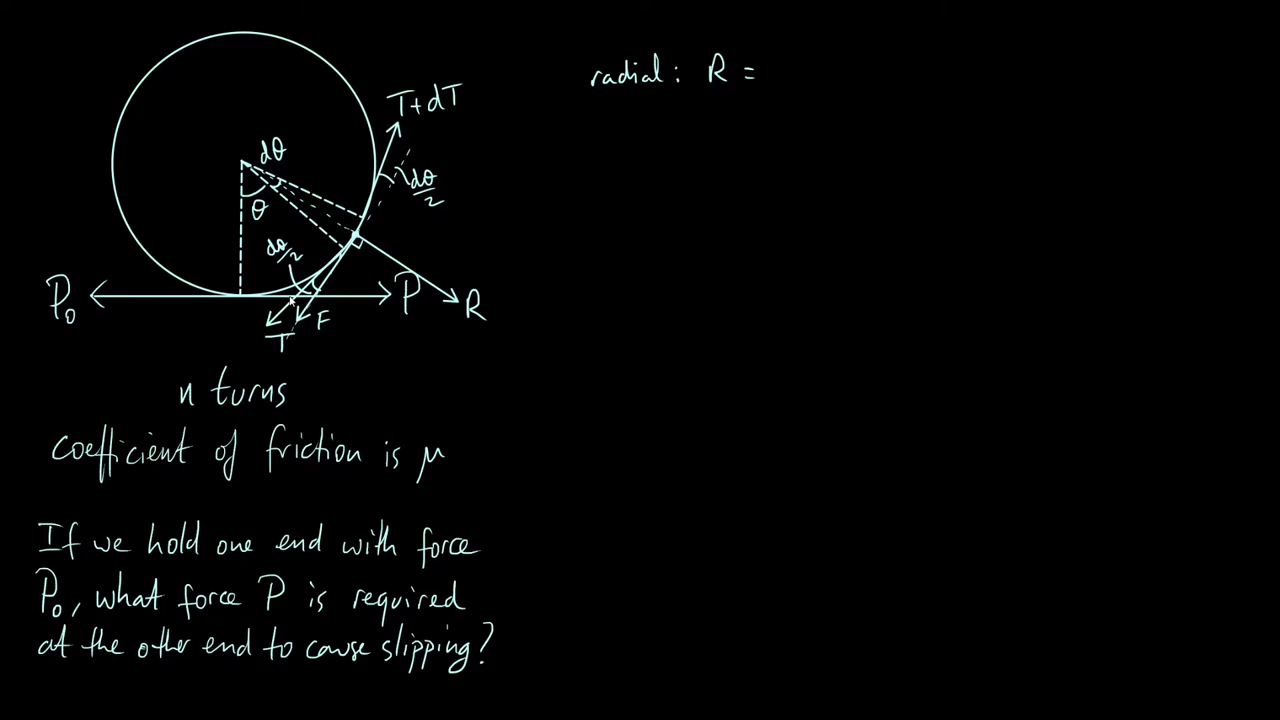 radial: R =
T+dT
dθ
dθ/2
θ
dθ/2
P₀
P
R
F
T
n turns
coefficient of friction is μ
If we hold one end with force
P₀, what force P is required
at the other end to cause slipping?